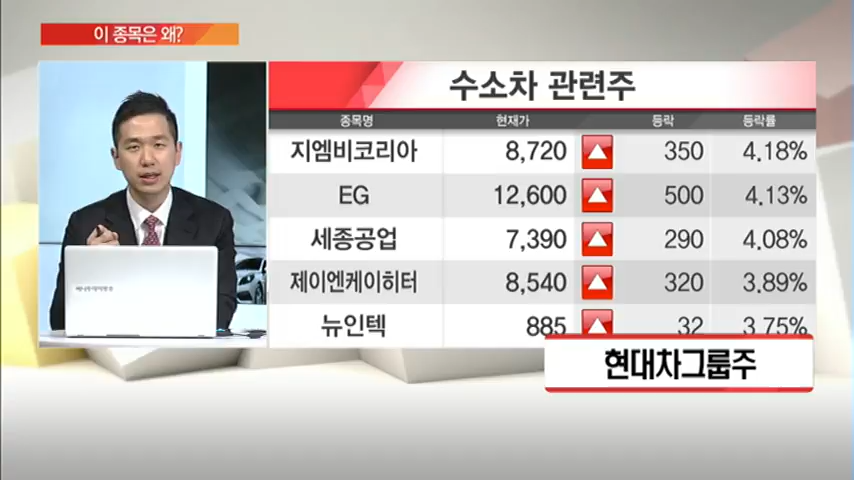 이 종목은 왜?
수소차 관련주
종목명 현재가 등락 등락률
지엠비코리아 8,720 350 4.18%
EG 12,600 500 4.13%
세종공업 7,390 290 4.08%
제이엔케이히터 8,540 320 3.89%
뉴인텍 885 32 3.75%
현대차그룹주